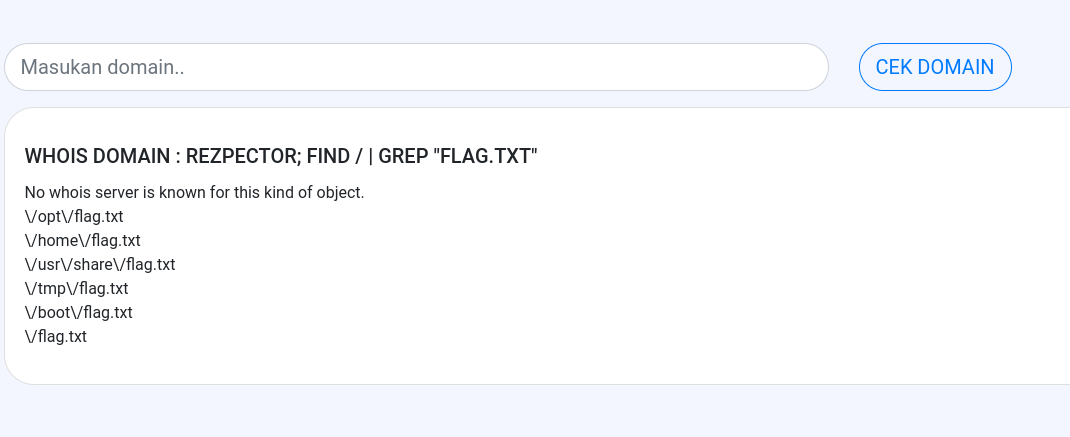 Masukan domain..
CEK DOMAIN
WHOIS DOMAIN : REZPECTOR; FIND / | GREP "FLAG.TXT"
No whois server is known for this kind of object.
\/opt\/flag.txt
\/home\/flag.txt
\/usr\/share\/flag.txt
\/tmp\/flag.txt
\/boot\/flag.txt
\/flag.txt